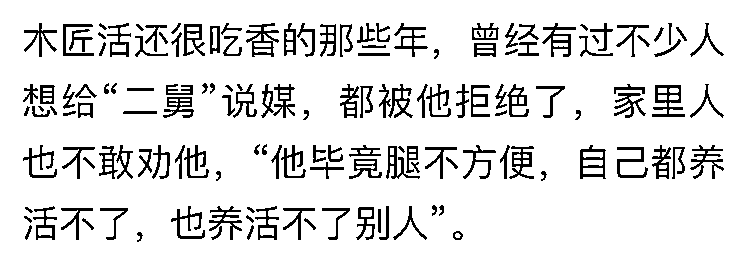 木匠活还很吃香的那些年，曾经有过不少人
想给“二舅”说媒，都被他拒绝了，家里人
也不敢劝他，“他毕竟腿不方便，自己都养
活不了，也养活不了别人”。